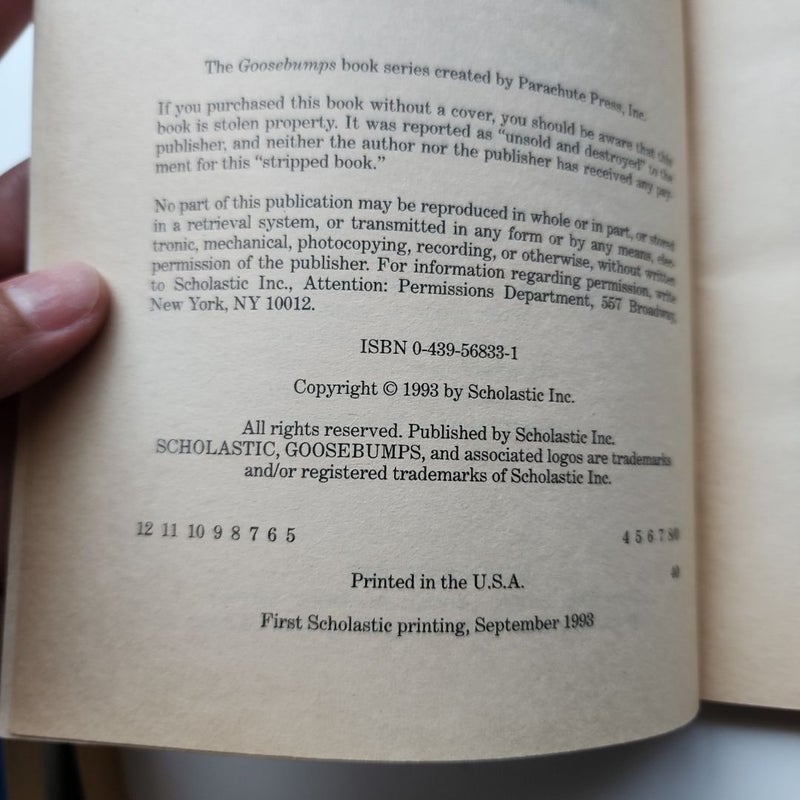 The Goosebumps book series created by Parachute Press, Inc.
If you purchased this book without a cover, you should be aware that this
book is stolen property. It was reported as "unsold and destroyed" to the
publisher, and neither the author nor the publisher has received any pay-
ment for this "stripped book."
No part of this publication may be reproduced in whole or in part, or stored
in a retrieval system, or transmitted in any form or by any means, elec-
tronic, mechanical, photocopying, recording, or otherwise, without written
permission of the publisher. For information regarding permission, write
to Scholastic Inc., Attention: Permissions Department, 557 Broadway,
New York, NY 10012.
ISBN 0-439-56833-1
Copyright © 1993 by Scholastic Inc.
All rights reserved. Published by Scholastic Inc.
SCHOLASTIC, GOOSEBUMPS, and associated logos are trademarks
and/or registered trademarks of Scholastic Inc.
12 11 10 9 8 7 6 5 4 5 6 7 8/0
40
Printed in the U.S.A.
First Scholastic printing, September 1993